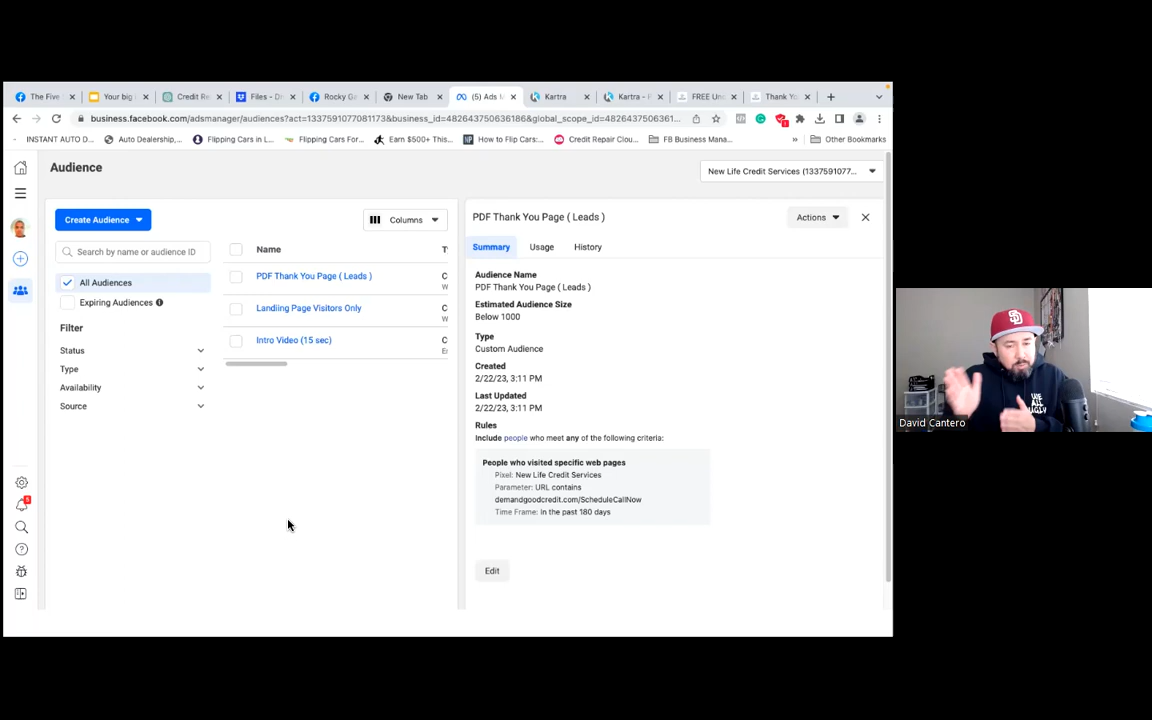 The Five
Your big
Credit Re
Files - D
Rocky Ga
New Tab
(5) Ads M
Kartra
Kartra - F
FREE Und
Thank Yo
business.facebook.com/adsmanager/audiences?act=1337591077081173&business_id=482643750636186&global_scope_id=4826437506361...
INSTANT AUTO D...
Auto Dealership,...
Flipping Cars in L...
Flipping Cars For...
Earn $500+ This...
How to Flip Cars:...
Credit Repair Clou...
FB Business Mana...
»
Other Bookmarks
Audience
New Life Credit Services (1337591077...
Create Audience
Columns
Search by name or audience ID
All Audiences
Expiring Audiences
Filter
Status
Type
Availability
Source
Name
T
PDF Thank You Page ( Leads )
C
W
Landiing Page Visitors Only
C
W
Intro Video (15 sec)
C
E
PDF Thank You Page ( Leads )
Actions
Summary
Usage
History
Audience Name
PDF Thank You Page ( Leads )
Estimated Audience Size
Below 1000
Type
Custom Audience
Created
2/22/23, 3:11 PM
Last Updated
2/22/23, 3:11 PM
Rules
Include people who meet any of the following criteria:
People who visited specific web pages
Pixel: New Life Credit Services
Parameter: URL contains
demandgoodcredit.com/ScheduleCallNow
Time Frame: in the past 180 days
Edit
SD
WE
ALL
UGLY
David Cantero